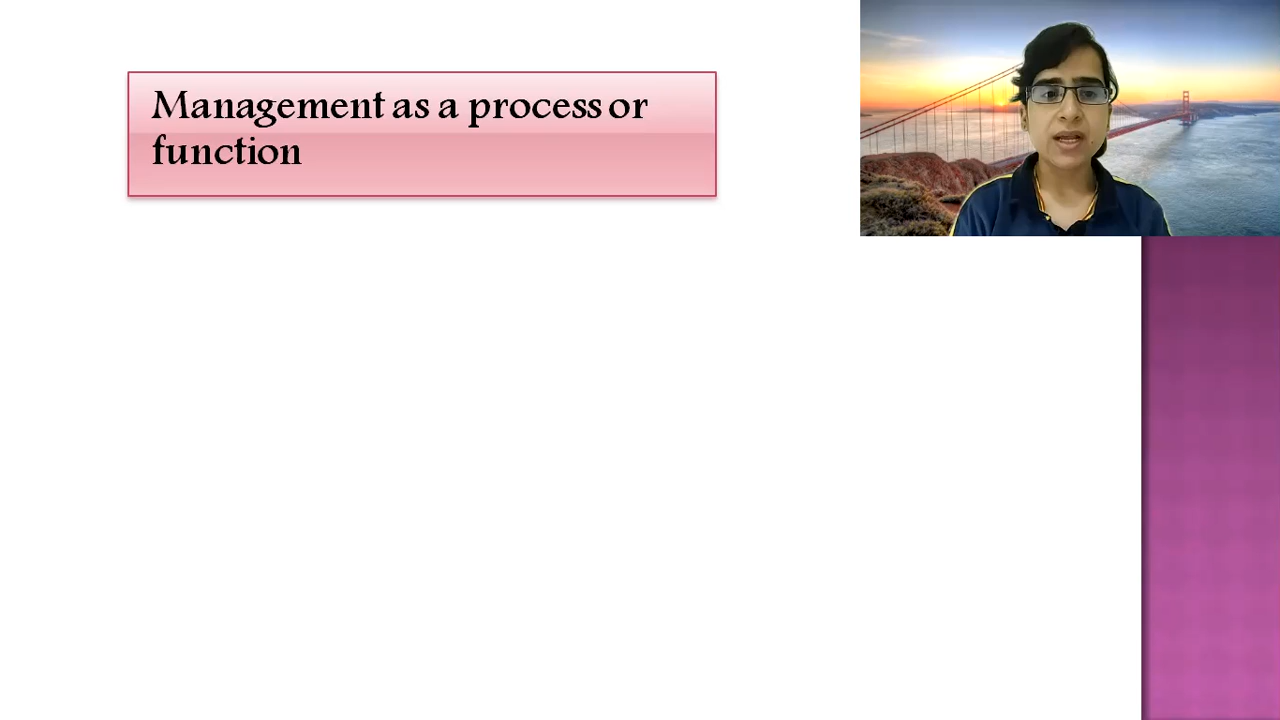 Management as a process or
function